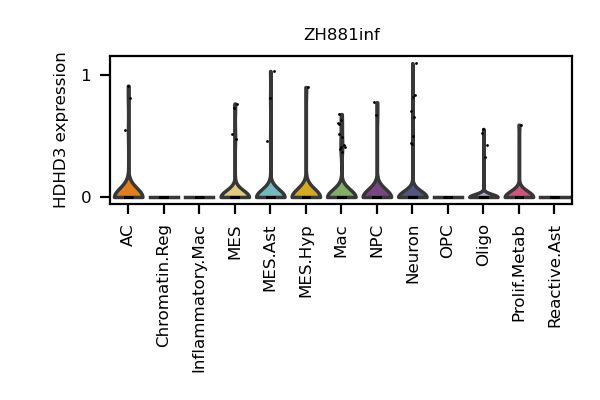 ZH881inf
HDHD3 expression
1
0
AC
Chromatin.Reg
Inflammatory.Mac
MES
MES.Ast
MES.Hyp
Mac
NPC
Neuron
OPC
Oligo
Prolif.Metab
Reactive.Ast